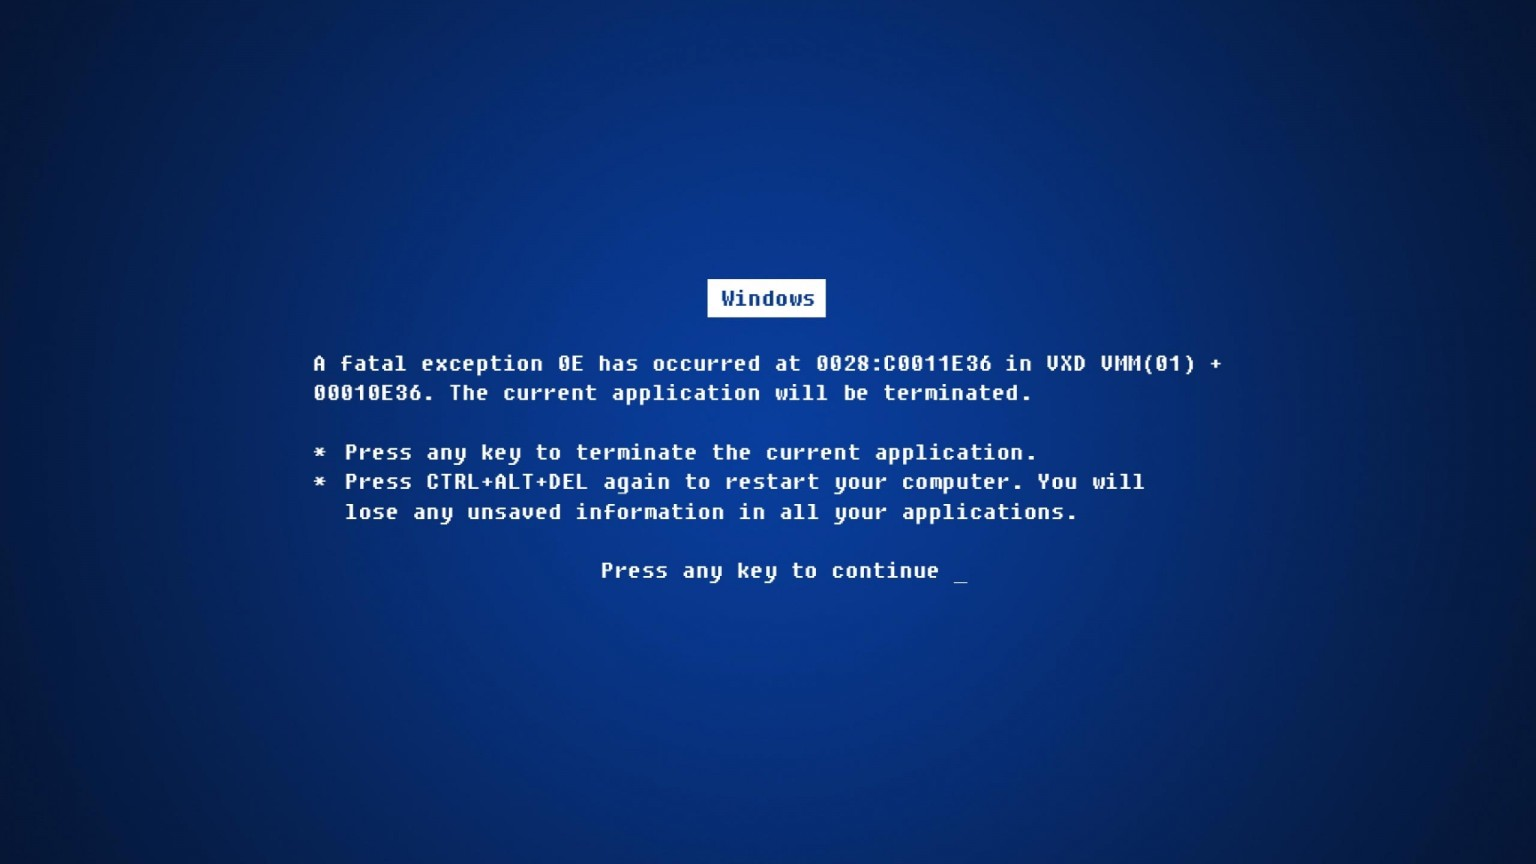 Windows
A fatal exception 0E has occurred at 0028:C0011E36 in VXD VMM(01) +
00010E36. The current application will be terminated.
* Press any key to terminate the current application.
* Press CTRL+ALT+DEL again to restart your computer. You will
lose any unsaved information in all your applications.
Press any key to continue _